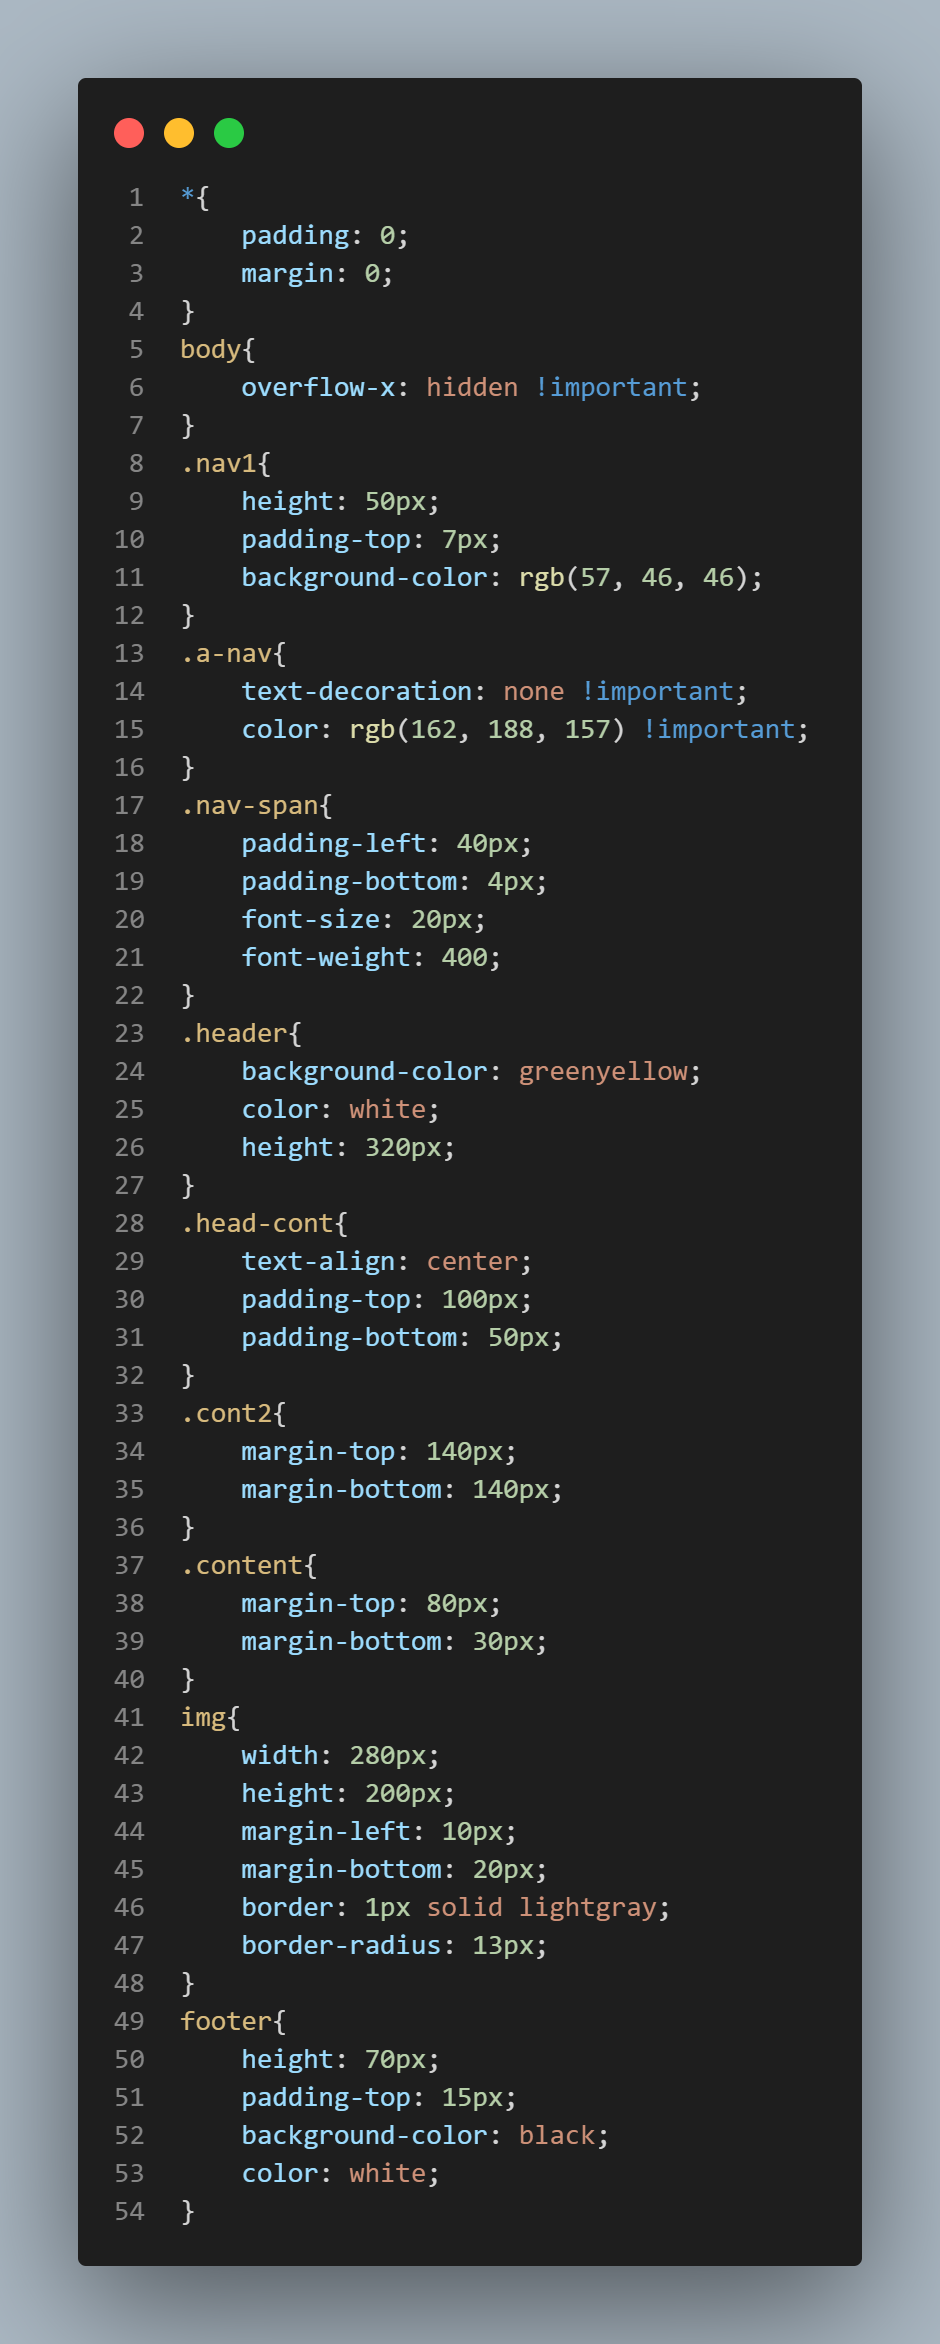 1 *{
2     padding: 0;
3     margin: 0;
4 }
5 body{
6     overflow-x: hidden !important;
7 }
8 .nav1{
9     height: 50px;
10     padding-top: 7px;
11     background-color: rgb(57, 46, 46);
12 }
13 .a-nav{
14     text-decoration: none !important;
15     color: rgb(162, 188, 157) !important;
16 }
17 .nav-span{
18     padding-left: 40px;
19     padding-bottom: 4px;
20     font-size: 20px;
21     font-weight: 400;
22 }
23 .header{
24     background-color: greenyellow;
25     color: white;
26     height: 320px;
27 }
28 .head-cont{
29     text-align: center;
30     padding-top: 100px;
31     padding-bottom: 50px;
32 }
33 .cont2{
34     margin-top: 140px;
35     margin-bottom: 140px;
36 }
37 .content{
38     margin-top: 80px;
39     margin-bottom: 30px;
40 }
41 img{
42     width: 280px;
43     height: 200px;
44     margin-left: 10px;
45     margin-bottom: 20px;
46     border: 1px solid lightgray;
47     border-radius: 13px;
48 }
49 footer{
50     height: 70px;
51     padding-top: 15px;
52     background-color: black;
53     color: white;
54 }